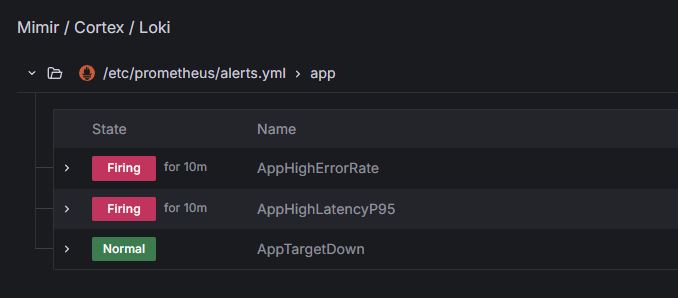 Mimir / Cortex / Loki
/etc/prometheus/alerts.yml > app
State Name
Firing for 10m AppHighErrorRate
Firing for 10m AppHighLatencyP95
Normal AppTargetDown